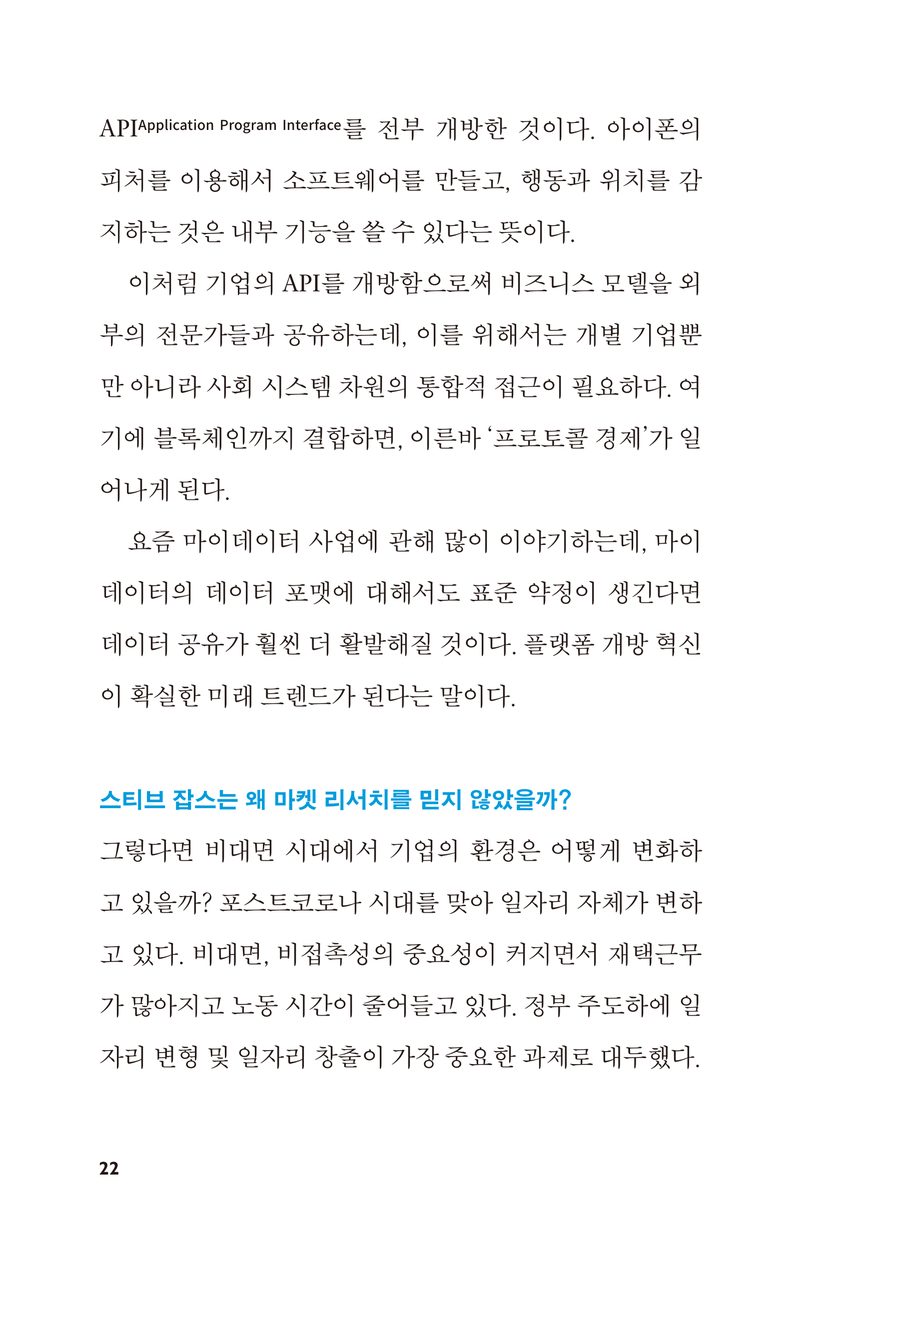 API Application Program Interface를 전부 개방한 것이다. 아이폰의
피처를 이용해서 소프트웨어를 만들고, 행동과 위치를 감
지하는 것은 내부 기능을 쓸 수 있다는 뜻이다.
이처럼 기업의 API를 개방함으로써 비즈니스 모델을 외
부의 전문가들과 공유하는데, 이를 위해서는 개별 기업뿐
만 아니라 사회 시스템 차원의 통합적 접근이 필요하다. 여
기에 블록체인까지 결합하면, 이른바 ‘프로토콜 경제’가 일
어나게 된다.
요즘 마이데이터 사업에 관해 많이 이야기하는데, 마이
데이터의 데이터 포맷에 대해서도 표준 약정이 생긴다면
데이터 공유가 훨씬 더 활발해질 것이다. 플랫폼 개방 혁신
이 확실한 미래 트렌드가 된다는 말이다.
스티브 잡스는 왜 마켓 리서치를 믿지 않았을까?
그렇다면 비대면 시대에서 기업의 환경은 어떻게 변화하
고 있을까? 포스트코로나 시대를 맞아 일자리 자체가 변하
고 있다. 비대면, 비접촉성의 중요성이 커지면서 재택근무
가 많아지고 노동 시간이 줄어들고 있다. 정부 주도하에 일
자리 변형 및 일자리 창출이 가장 중요한 과제로 대두했다.
22